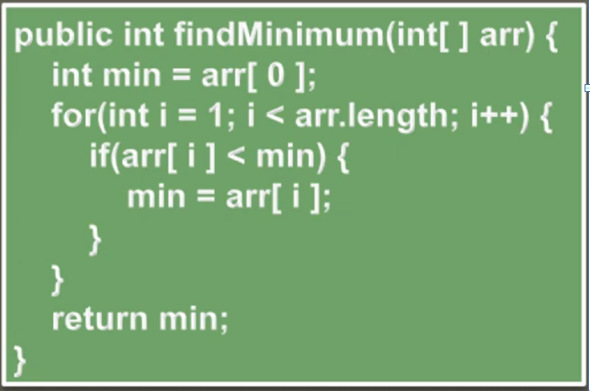 public int findMinimum(int[ ] arr) {
int min = arr[ 0 ];
for(int i = 1; i < arr.length; i++) {
if(arr[ i ] < min) {
min = arr[ i ];
}
}
return min;
}